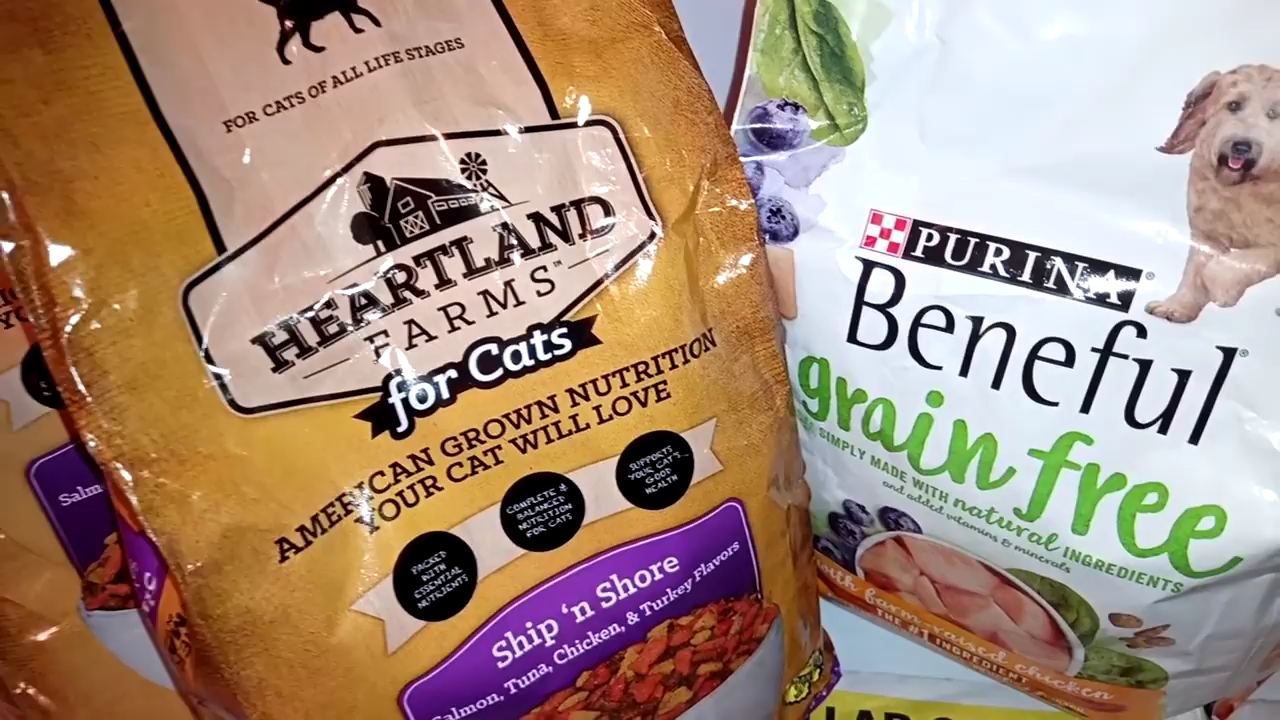 FOR CATS OF ALL LIFE STAGES
HEARTLAND
FARMS™
for Cats
AMERICAN GROWN NUTRITION
YOUR CAT WILL LOVE
PACKED
WITH
ESSENTIAL
NUTRIENTS
COMPLETE &
BALANCED
NUTRITION
FOR CATS
SUPPORTS
YOUR CAT'S
GOOD
HEALTH
Ship 'n Shore
Salmon, Tuna, Chicken, & Turkey Flavors
Salm
PURINA®
Beneful®
grain free
SIMPLY MADE WITH natural INGREDIENTS
and added vitamins & minerals
with farm-raised chicken
THE #1 INGREDIENT